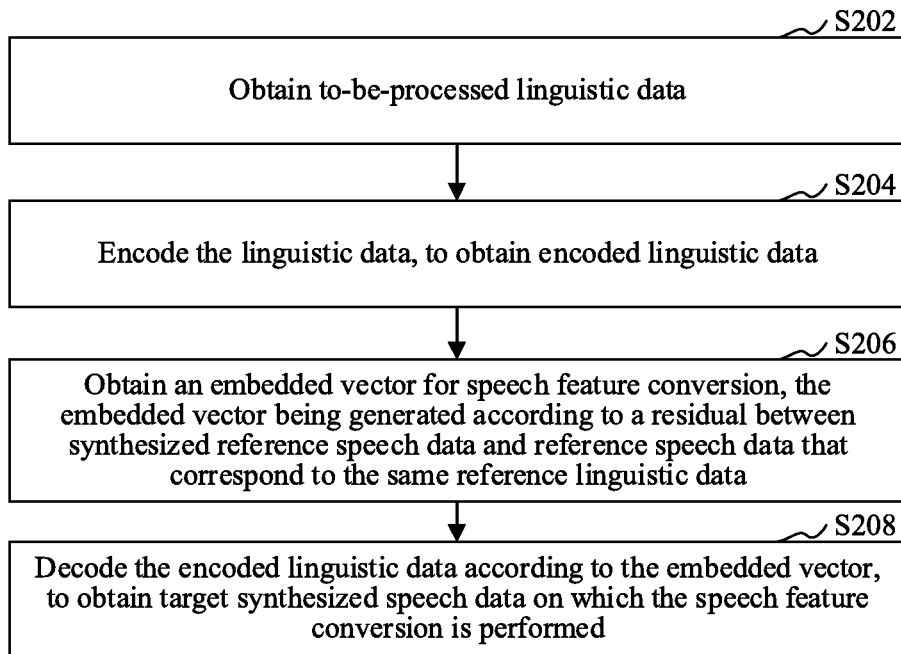 S202
Obtain to-be-processed linguistic data
S204
Encode the linguistic data, to obtain encoded linguistic data
S206
Obtain an embedded vector for speech feature conversion, the
embedded vector being generated according to a residual between
synthesized reference speech data and reference speech data that
correspond to the same reference linguistic data
S208
Decode the encoded linguistic data according to the embedded vector,
to obtain target synthesized speech data on which the speech feature
conversion is performed